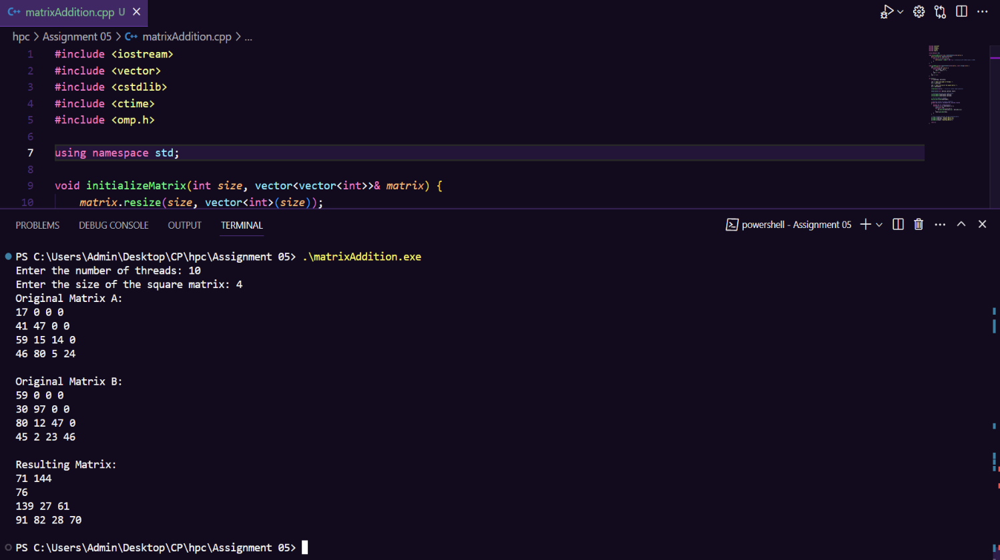 matrixAddition.cpp U
hpc > Assignment 05 > C++ matrixAddition.cpp > ...
1 #include <iostream>
2 #include <vector>
3 #include <cstdlib>
4 #include <ctime>
5 #include <omp.h>
6
7 using namespace std;
8
9 void initializeMatrix(int size, vector<vector<int>>& matrix) {
10 matrix.resize(size, vector<int>(size));
PROBLEMS DEBUG CONSOLE OUTPUT TERMINAL powershell - Assignment 05
PS C:\Users\Admin\Desktop\CP\hpc\Assignment 05> .\matrixAddition.exe
Enter the number of threads: 10
Enter the size of the square matrix: 4
Original Matrix A:
17 0 0 0
41 47 0 0
59 15 14 0
46 80 5 24
Original Matrix B:
59 0 0 0
30 97 0 0
80 12 47 0
45 2 23 46
Resulting Matrix:
71 144
76
139 27 61
91 82 28 70
PS C:\Users\Admin\Desktop\CP\hpc\Assignment 05>